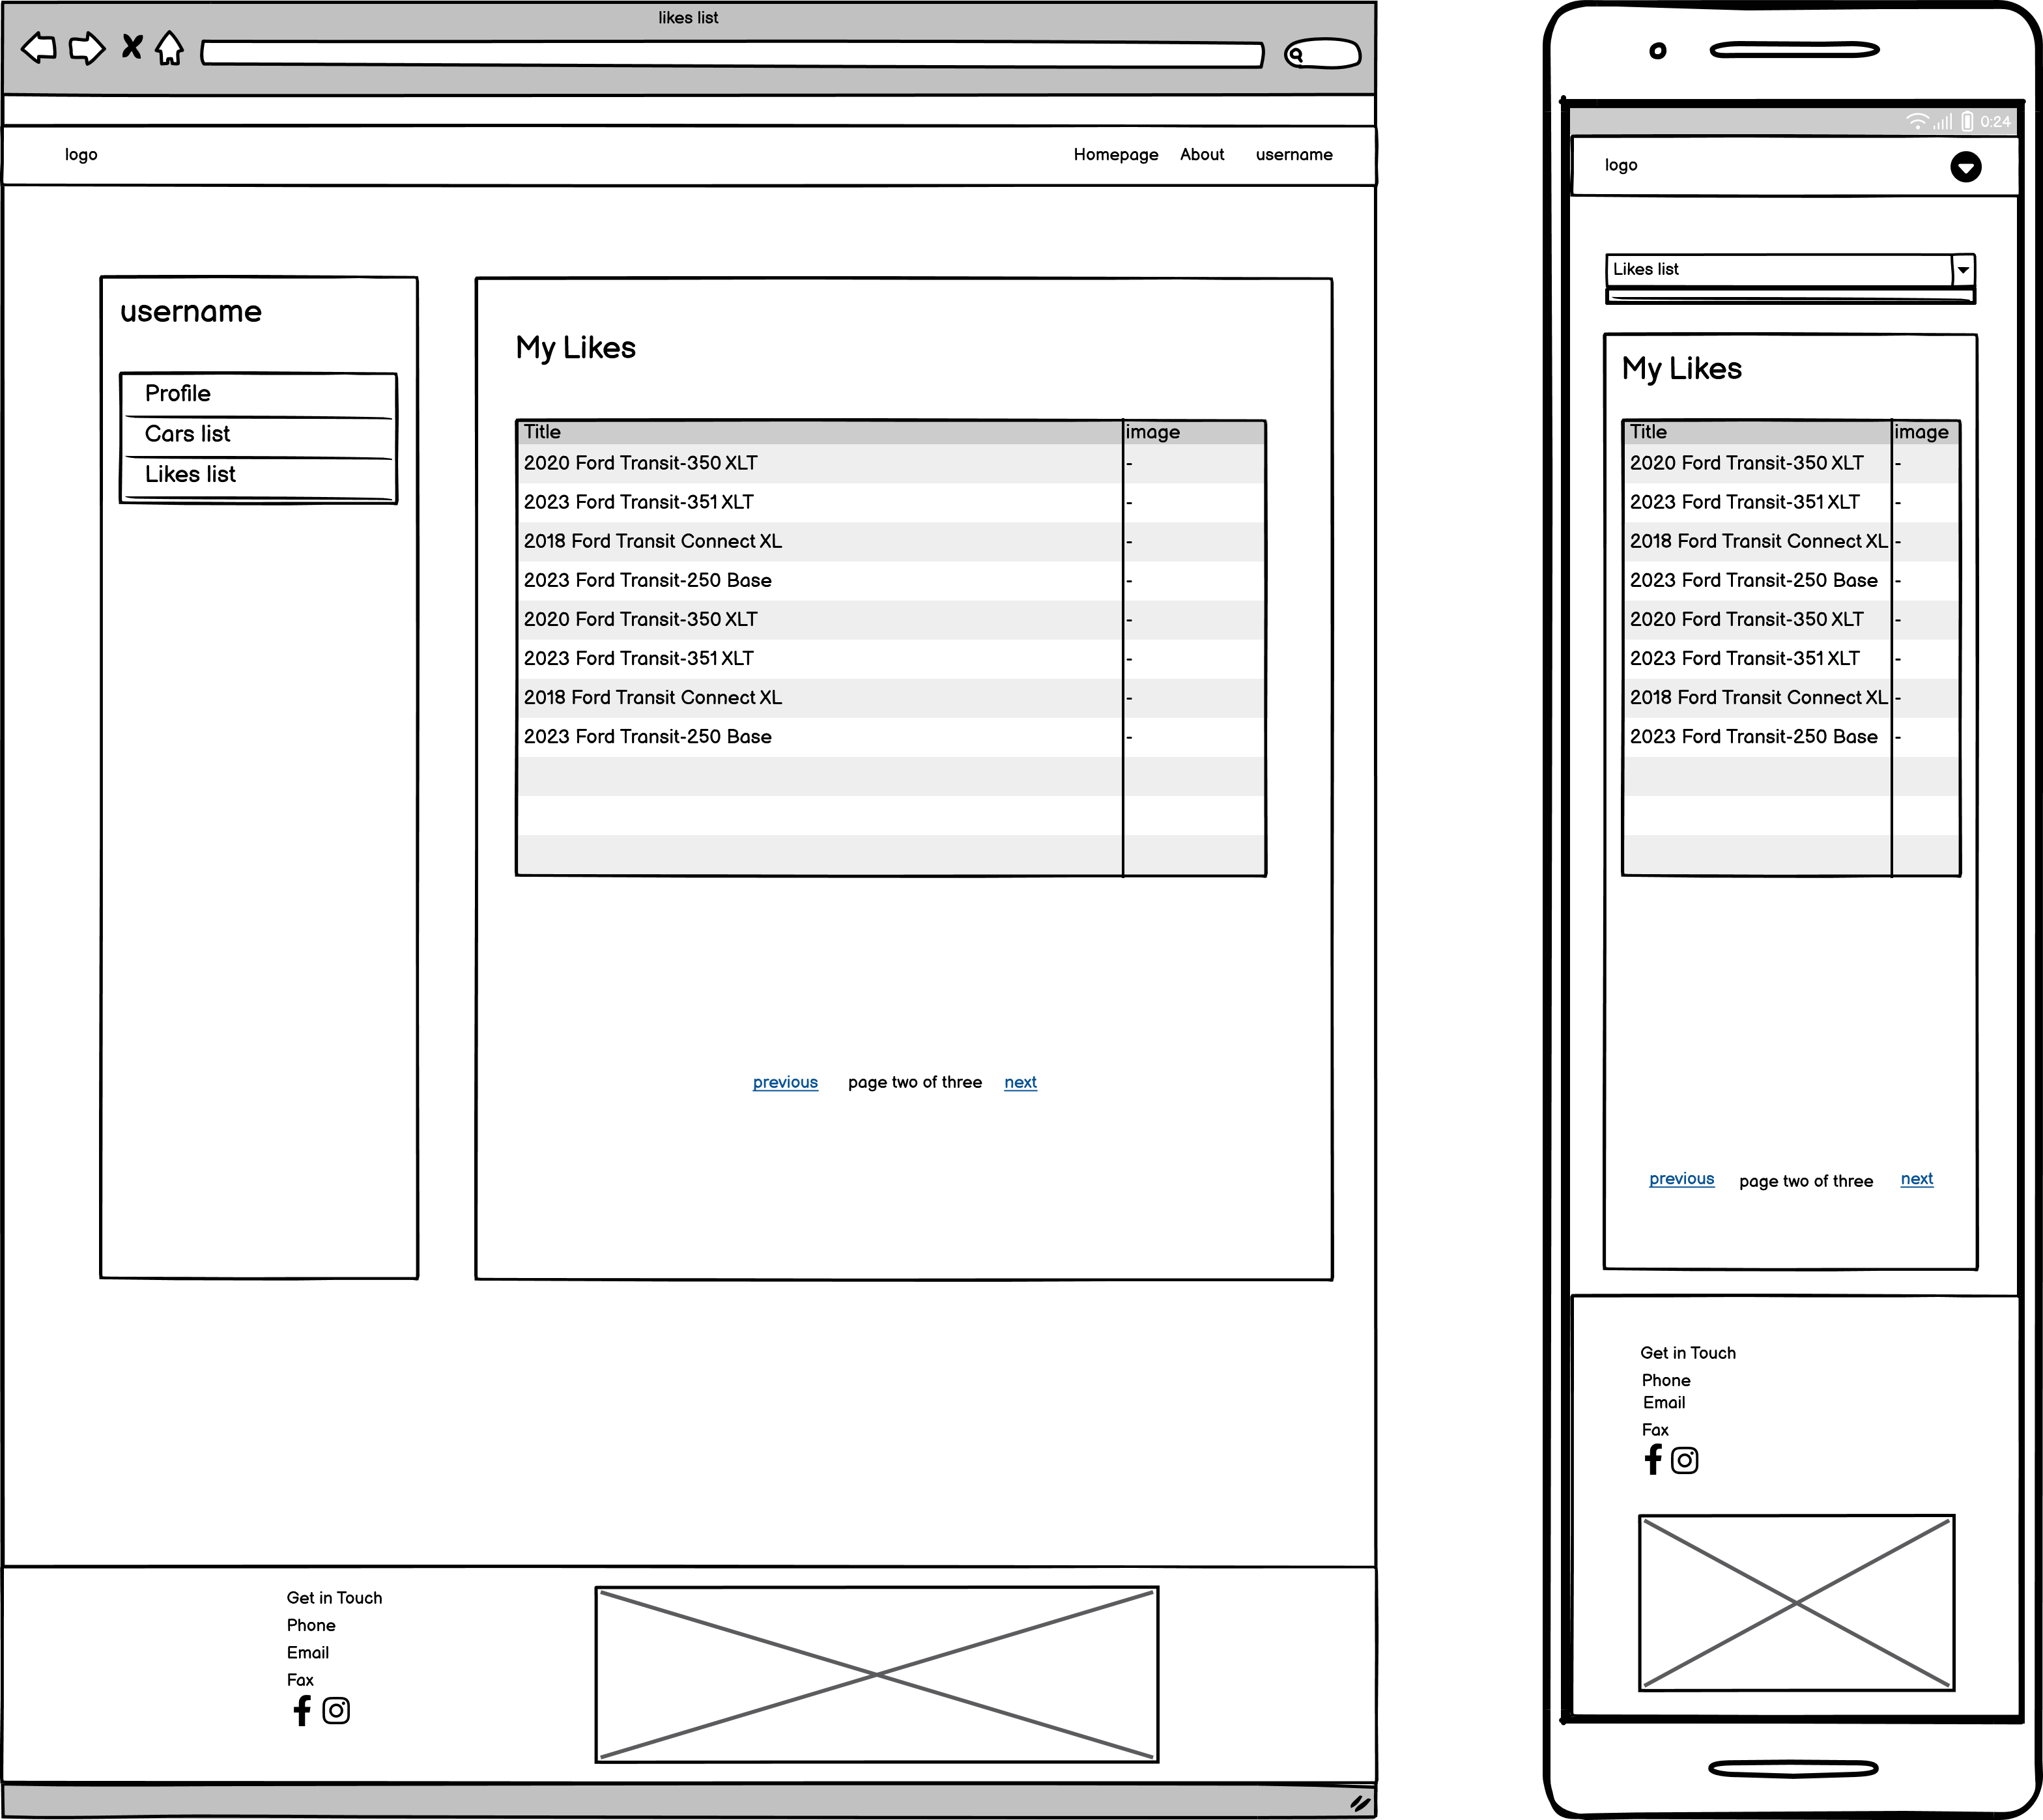 likes list
logo Homepage About username
username
Profile
Cars list
Likes list
My Likes
Title image
2020 Ford Transit-350 XLT -
2023 Ford Transit-351 XLT -
2018 Ford Transit Connect XL -
2023 Ford Transit-250 Base -
2020 Ford Transit-350 XLT -
2023 Ford Transit-351 XLT -
2018 Ford Transit Connect XL -
2023 Ford Transit-250 Base -
previous page two of three next
Get in Touch
Phone
Email
Fax
0:24
logo
Likes list
My Likes
Title image
2020 Ford Transit-350 XLT -
2023 Ford Transit-351 XLT -
2018 Ford Transit Connect XL -
2023 Ford Transit-250 Base -
2020 Ford Transit-350 XLT -
2023 Ford Transit-351 XLT -
2018 Ford Transit Connect XL -
2023 Ford Transit-250 Base -
previous page two of three next
Get in Touch
Phone
Email
Fax